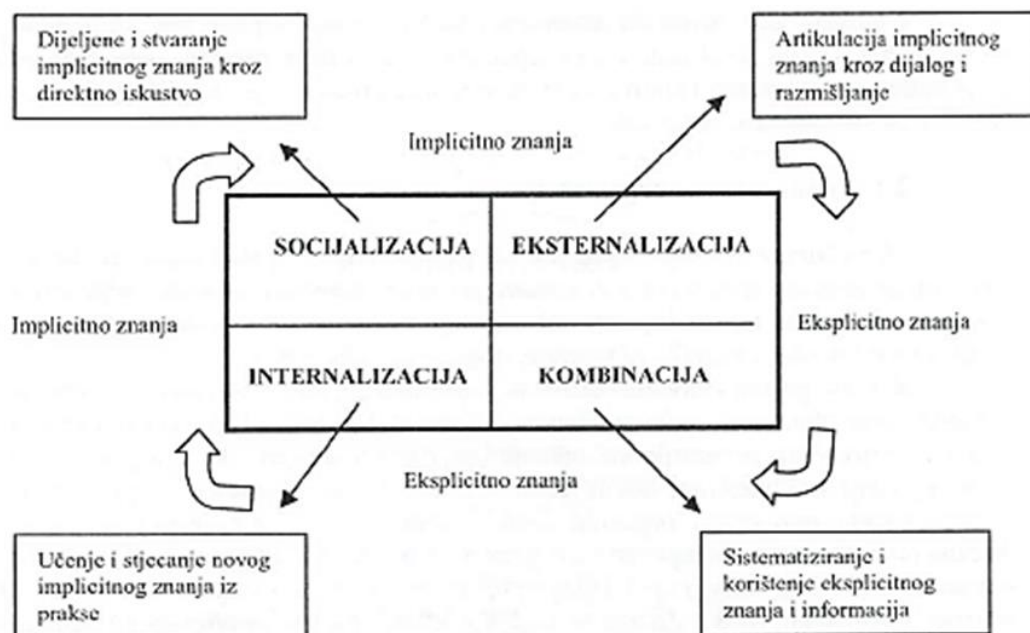 Dijeljene i stvaranje
implicitnog znanja kroz
direktno iskustvo
Artikulacija implicitnog
znanja kroz dijalog i
razmišljanje
Implicitno znanja
SOCIJALIZACIJA
EKSTERNALIZACIJA
Implicitno znanja
Eksplicitno znanja
INTERNALIZACIJA
KOMBINACIJA
Eksplicitno znanja
Učenje i stjecanje novog
implicitnog znanja iz
prakse
Sistematiziranje i
korištenje eksplicitnog
znanja i informacija